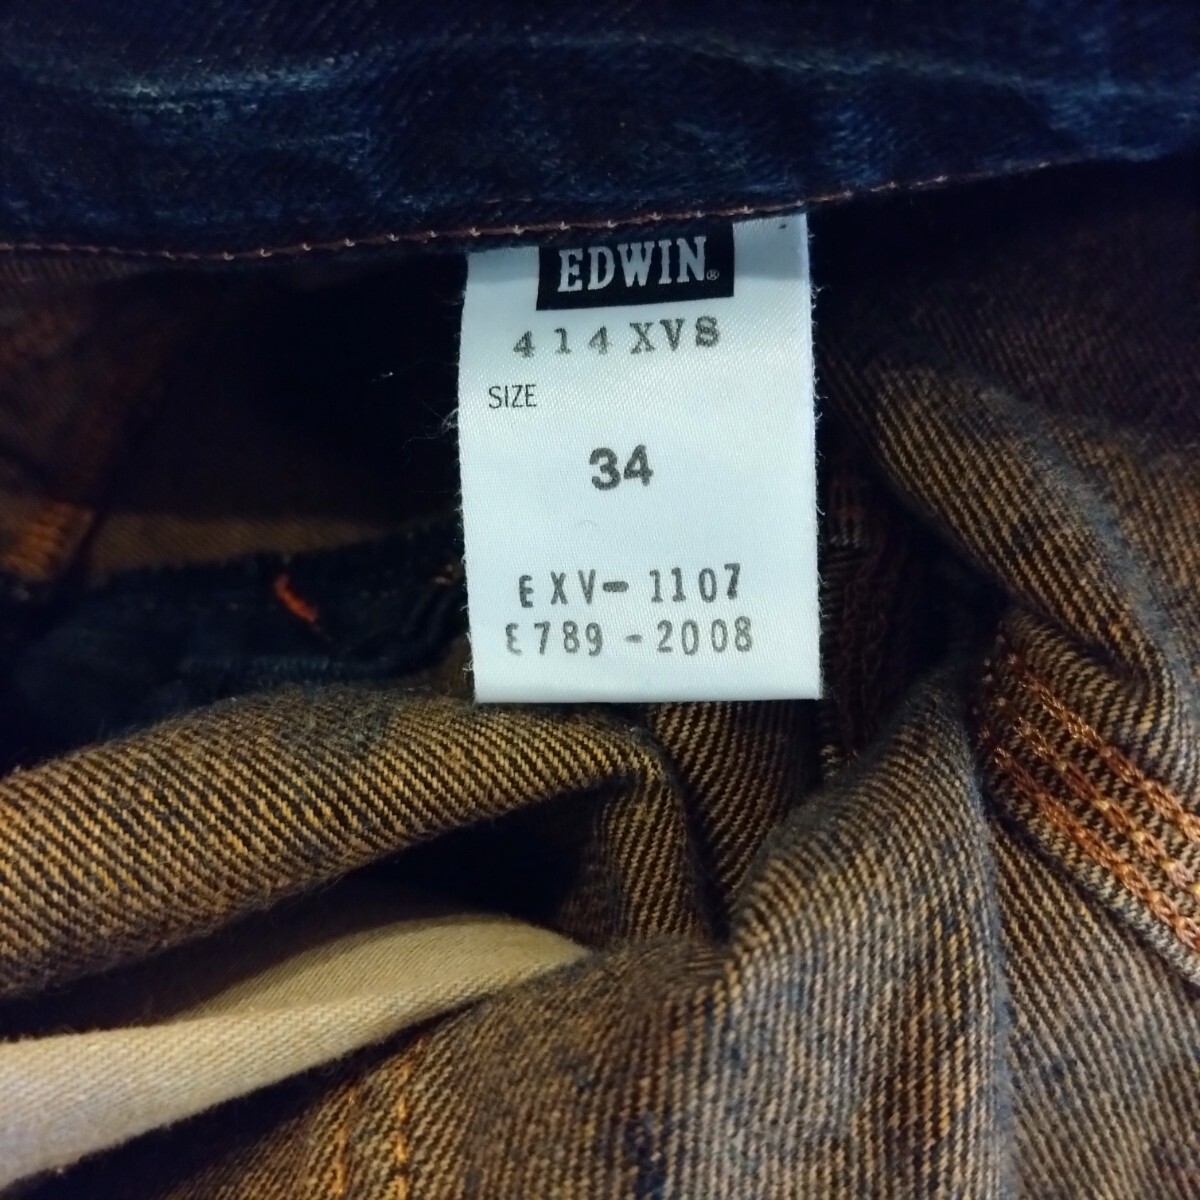 EDWIN®
414XVS
SIZE
34
EXV-1107
E789-2008